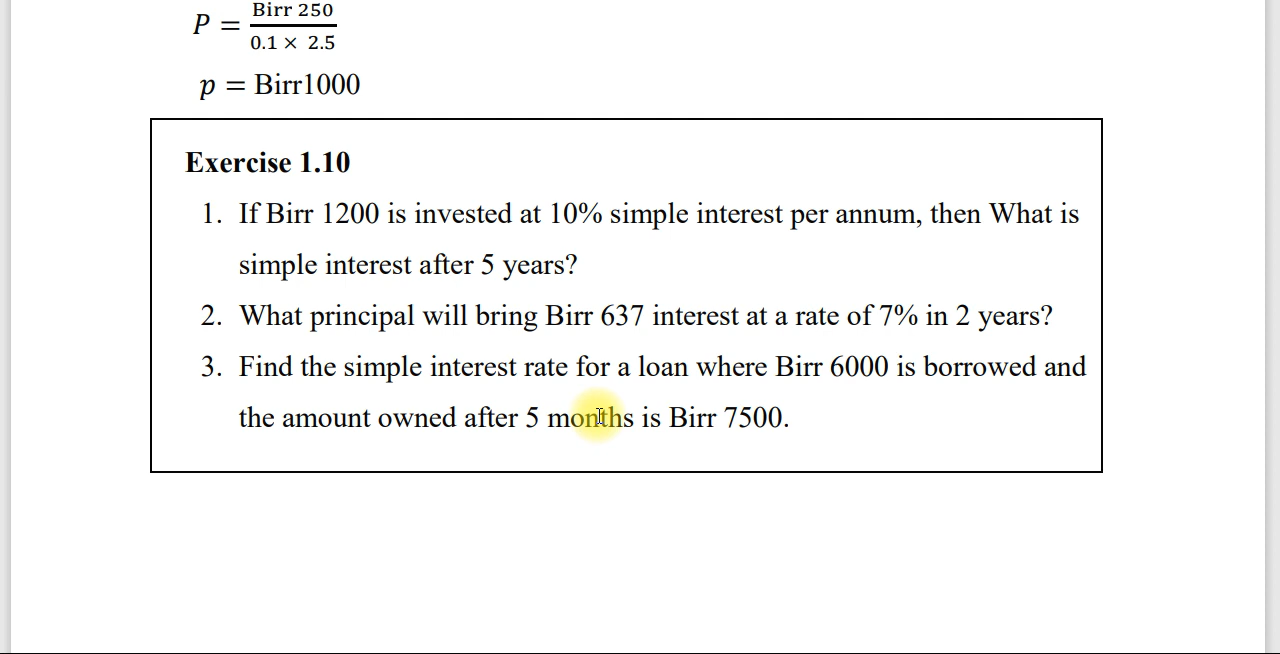 P = Birr 250 / 0.1 × 2.5
p = Birr1000
Exercise 1.10
1. If Birr 1200 is invested at 10% simple interest per annum, then What is
simple interest after 5 years?
2. What principal will bring Birr 637 interest at a rate of 7% in 2 years?
3. Find the simple interest rate for a loan where Birr 6000 is borrowed and
the amount owned after 5 months is Birr 7500.